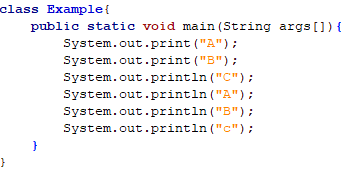 class Example{
    public static void main(String args[]){
        System.out.print("A");
        System.out.print("B");
        System.out.println("C");
        System.out.println("A");
        System.out.println("B");
        System.out.println("c");
    }
}